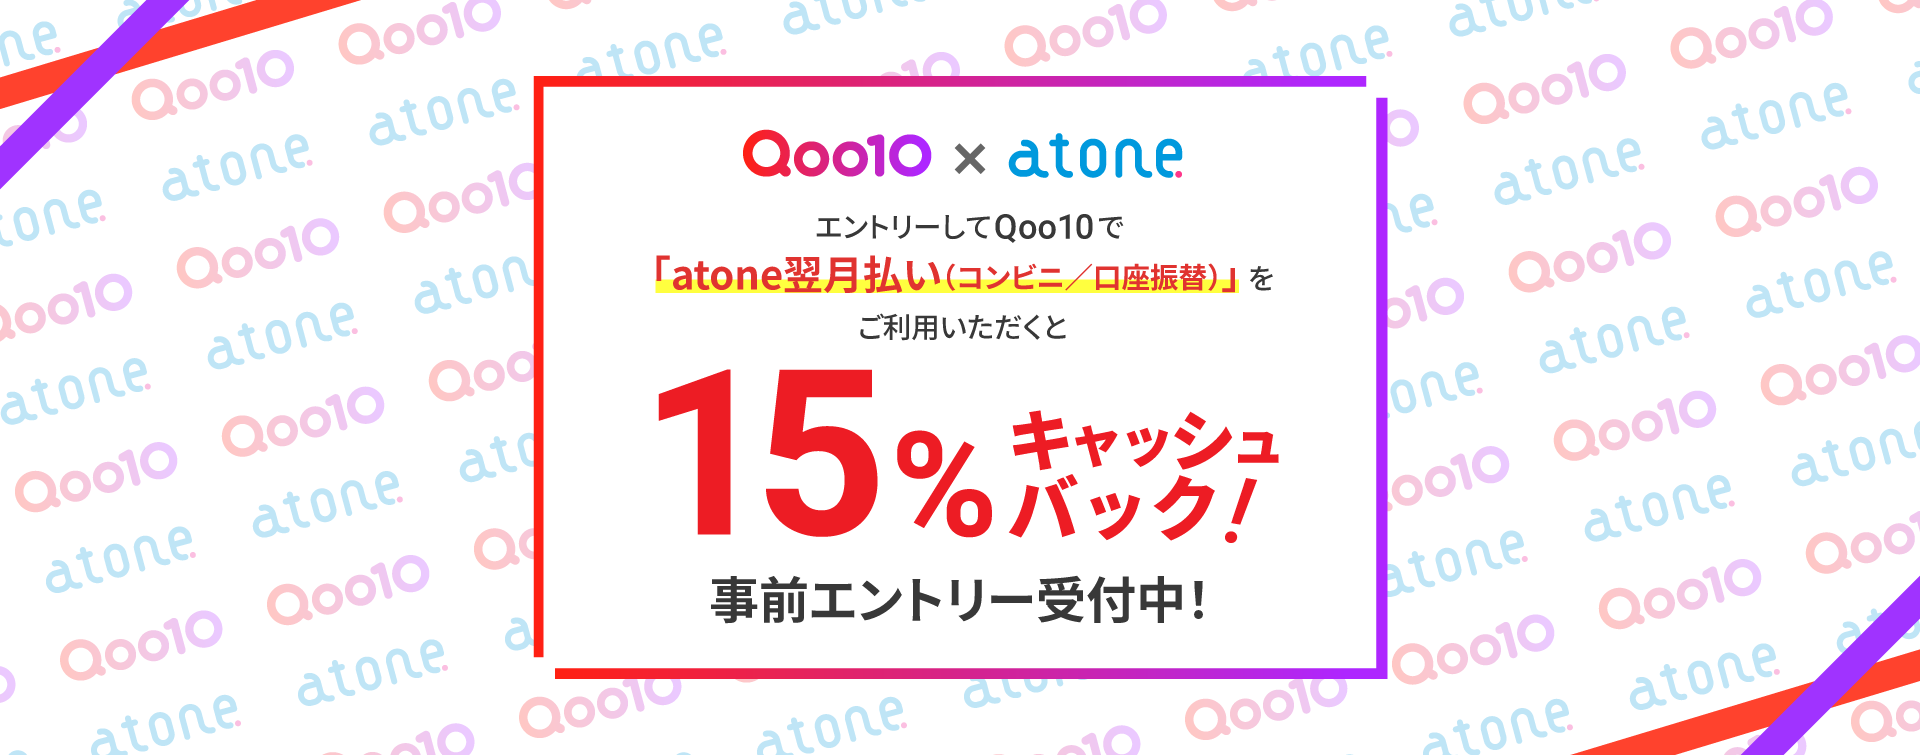 Qoo10 × atone
エントリーしてQoo10で
「atone翌月払い（コンビニ／口座振替）」を
ご利用いただくと
15%キャッシュ
バック！
事前エントリー受付中！